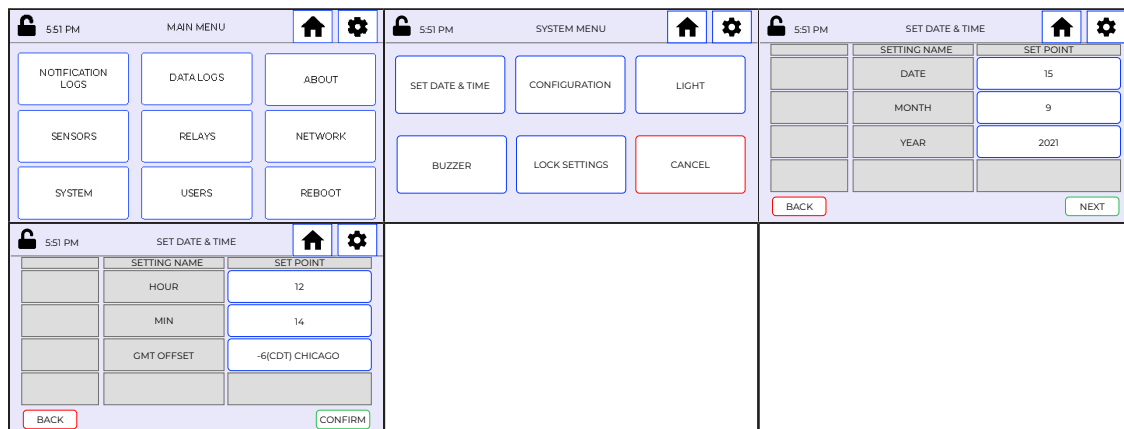 5:51 PM MAIN MENU
NOTIFICATION
LOGS
DATA LOGS
ABOUT
SENSORS
RELAYS
NETWORK
SYSTEM
USERS
REBOOT
5:51 PM SYSTEM MENU
SET DATE & TIME
CONFIGURATION
LIGHT
BUZZER
LOCK SETTINGS
CANCEL
5:51 PM SET DATE & TIME
SETTING NAME SET POINT
DATE 15
MONTH 9
YEAR 2021
BACK NEXT
5:51 PM SET DATE & TIME
SETTING NAME SET POINT
HOUR 12
MIN 14
GMT OFFSET -6(CDT) CHICAGO
BACK CONFIRM